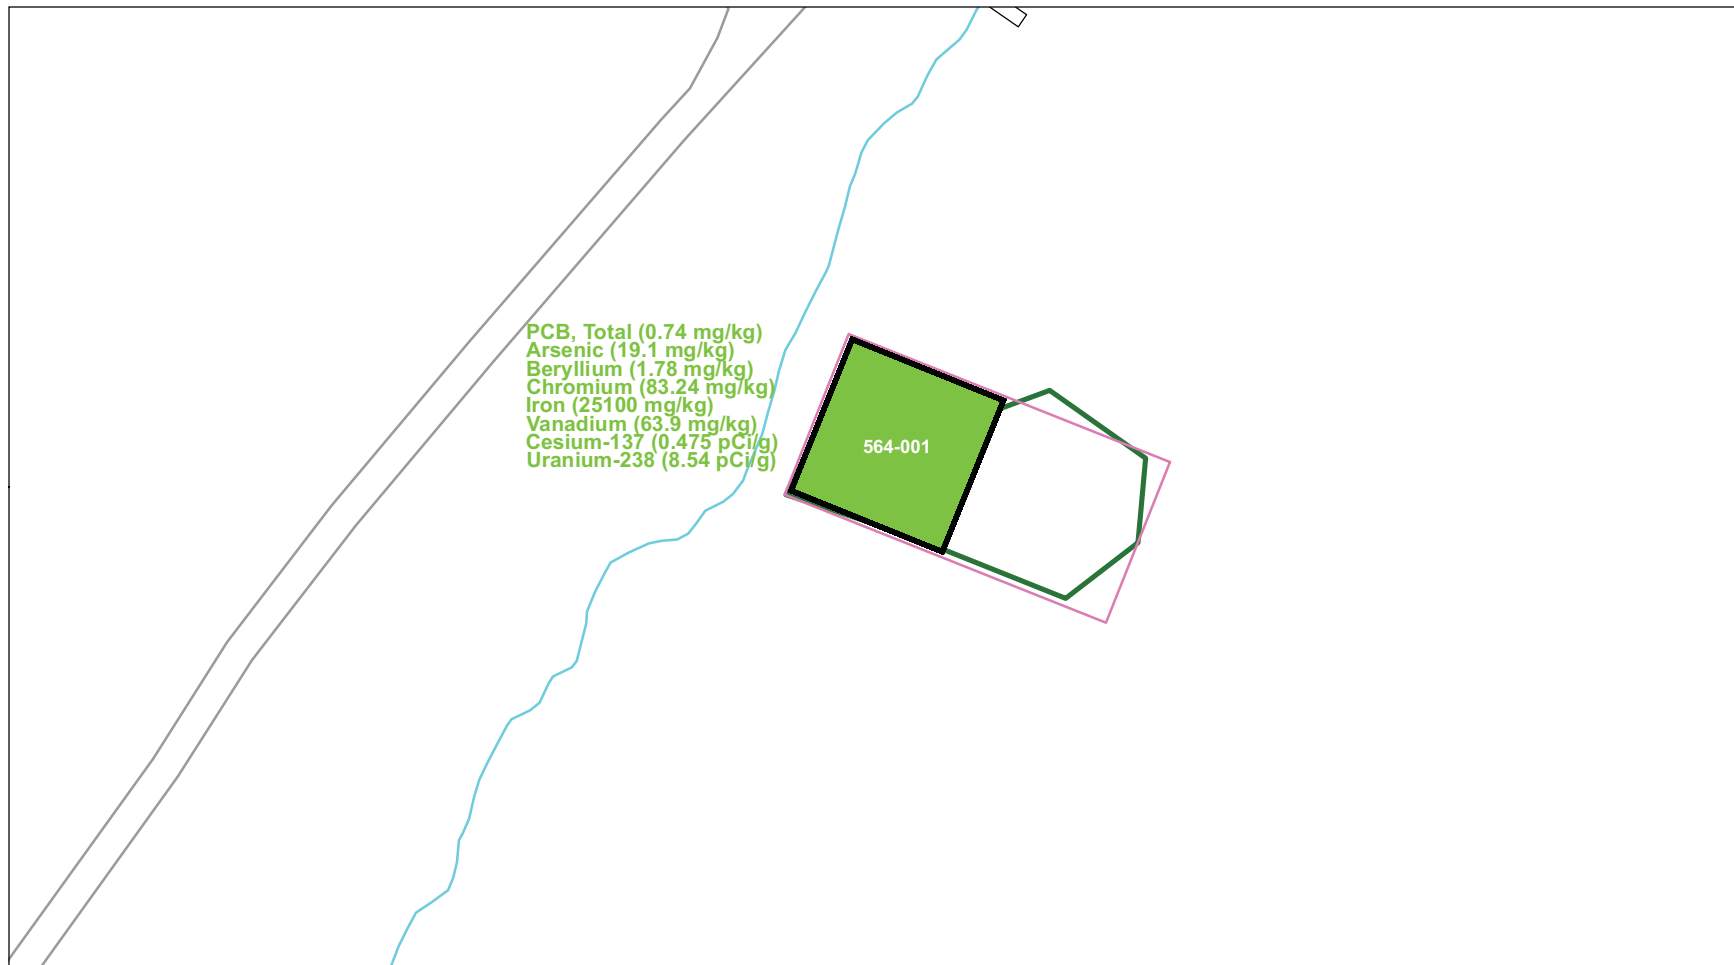 PCB, Total (0.74 mg/kg)
Arsenic (19.1 mg/kg)
Beryllium (1.78 mg/kg)
Chromium (83.24 mg/kg)
Iron (25100 mg/kg)
Vanadium (63.9 mg/kg)
Cesium-137 (0.475 pCi/g)
Uranium-238 (8.54 pCi/g)
564-001